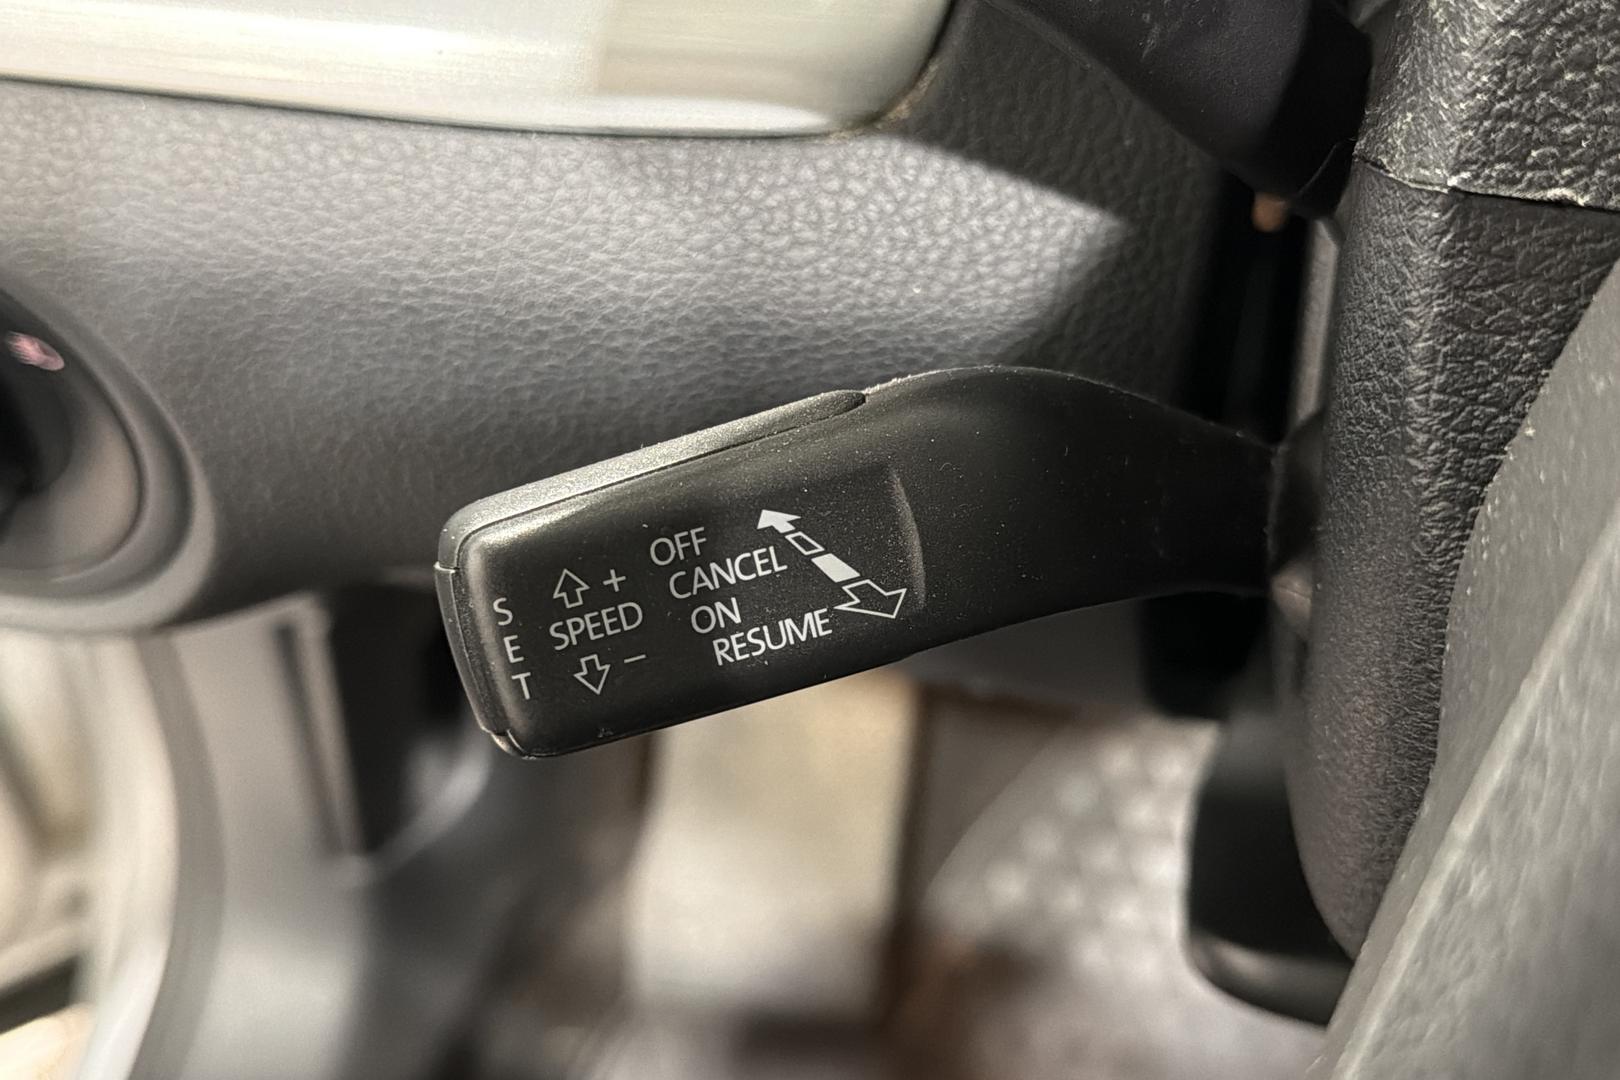 S
E
T
+
SPEED
−
OFF
CANCEL
ON
RESUME